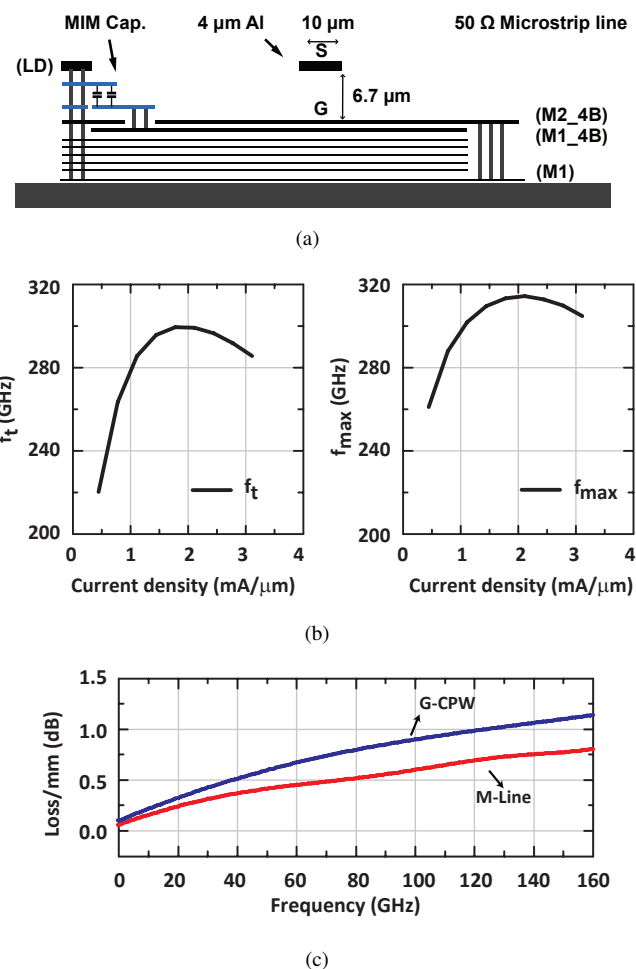 MIM Cap.
4 μm Al
10 μm
50 Ω Microstrip line
(LD)
S
6.7 μm
G
(M2_4B)
(M1_4B)
(M1)
(a)
320
280
240
200
f_t (GHz)
f_t
0 1 2 3 4
Current density (mA/μm)
320
280
240
200
f_max (GHz)
f_max
0 1 2 3 4
Current density (mA/μm)
(b)
1.5
1.0
0.5
0.0
Loss/mm (dB)
G-CPW
M-Line
0 20 40 60 80 100 120 140 160
Frequency (GHz)
(c)